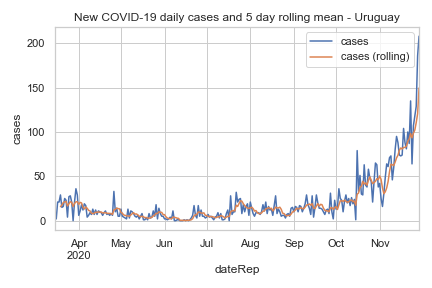 New COVID-19 daily cases and 5 day rolling mean - Uruguay
cases
cases (rolling)
cases
200
150
100
50
0
Apr May Jun Jul Aug Sep Oct Nov
2020
dateRep